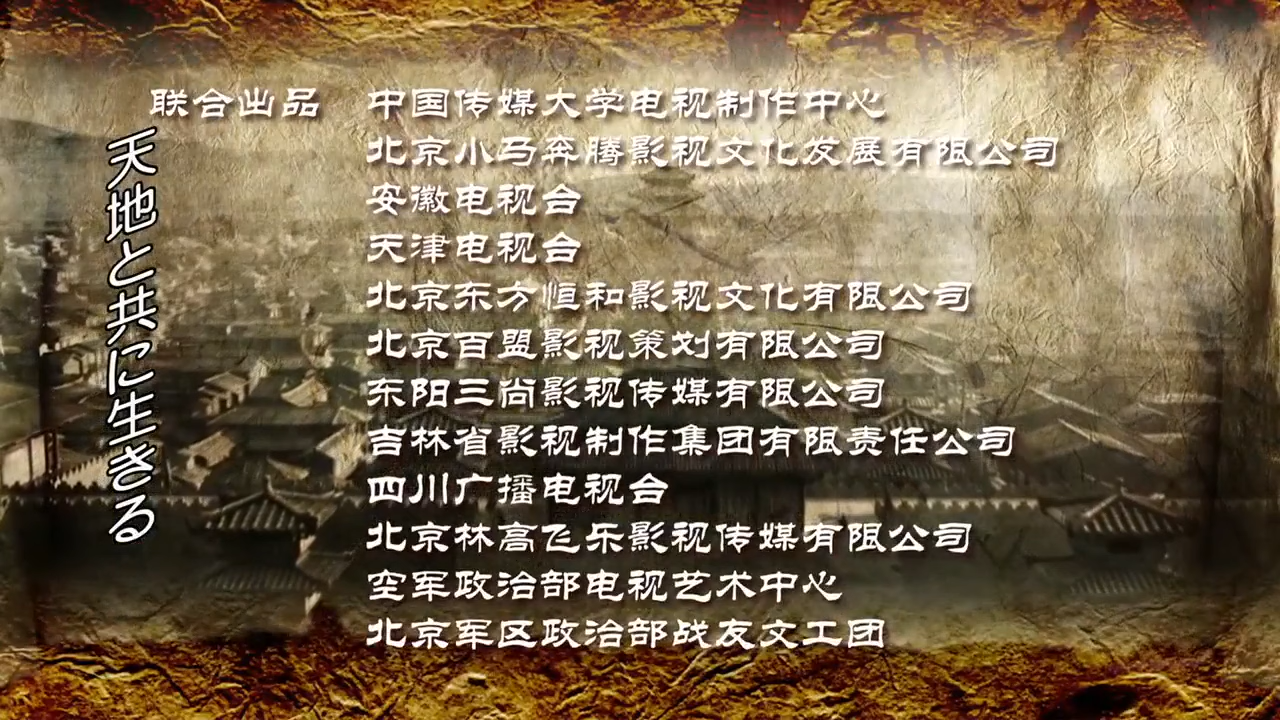 联合出品 中国传媒大学电视制作中心
北京小马奔腾影视文化发展有限公司
安徽电视台
天津电视台
北京东方恒和影视文化有限公司
北京百盟影视策划有限公司
东阳三尚影视传媒有限公司
吉林省影视制作集团有限责任公司
四川广播电视台
北京林高飞乐影视传媒有限公司
空军政治部电视艺术中心
北京军区政治部战友文工团
天地と共に生きる